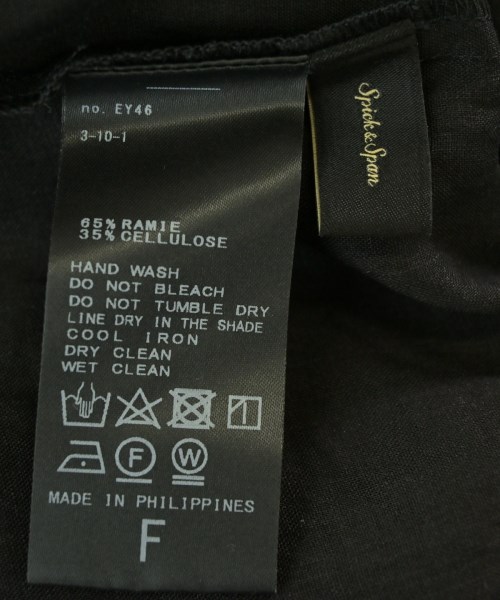 no. EY46
3-10-1
65% RAMIE
35% CELLULOSE
HAND WASH
DO NOT BLEACH
DO NOT TUMBLE DRY
LINE DRY IN THE SHADE
COOL IRON
DRY CLEAN
WET CLEAN
F W
MADE IN PHILIPPINES
F
Spick&Span